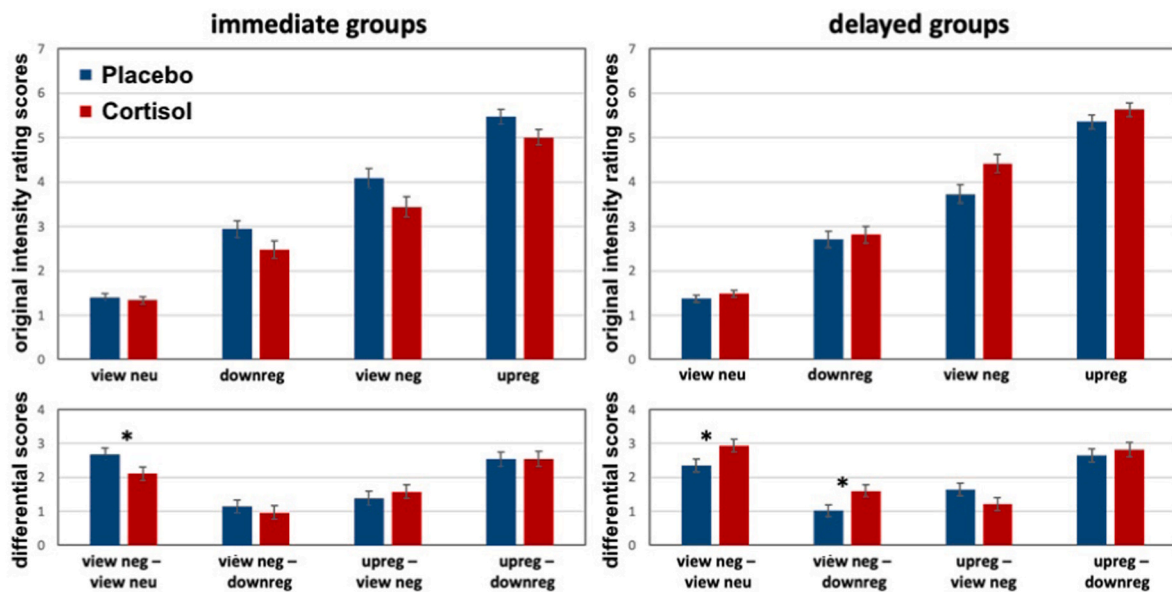 immediate groups
delayed groups
original intensity rating scores
7
6
5
4
3
2
1
0
Placebo
Cortisol
view neu
downreg
view neg
upreg
original intensity rating scores
7
6
5
4
3
2
1
0
view neu
downreg
view neg
upreg
differential scores
4
3
2
1
0
*
view neg –
view neu
view neg –
downreg
upreg –
view neg
upreg –
downreg
differential scores
4
3
2
1
0
*
*
view neg –
view neu
view neg –
downreg
upreg –
view neg
upreg –
downreg